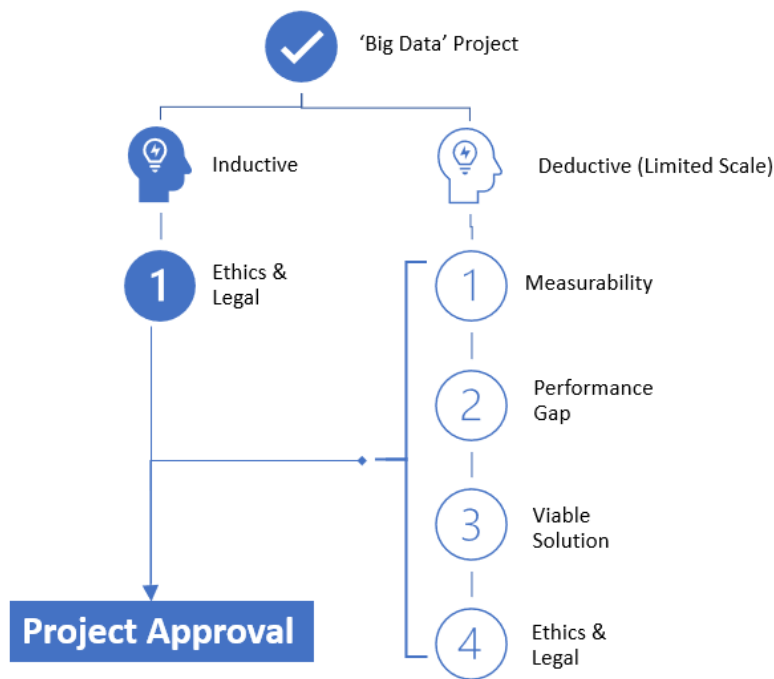 ‘Big Data’ Project
Inductive
Deductive (Limited Scale)
1
Ethics &
Legal
1
Measurability
2
Performance
Gap
3
Viable
Solution
4
Ethics &
Legal
Project Approval